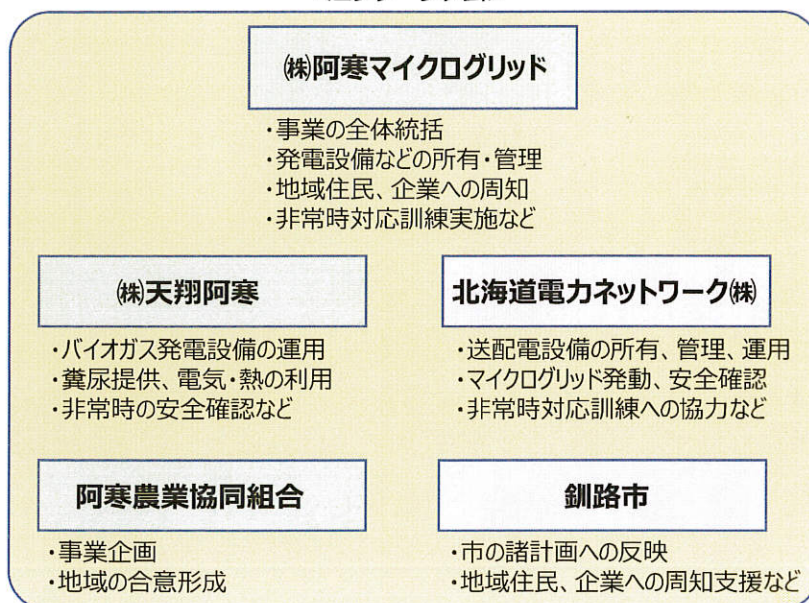 ㈱阿寒マイクログリッド
・事業の全体統括
・発電設備などの所有・管理
・地域住民、企業への周知
・非常時対応訓練実施など
㈱天翔阿寒
・バイオガス発電設備の運用
・糞尿提供、電気・熱の利用
・非常時の安全確認など
北海道電力ネットワーク㈱
・送配電設備の所有、管理、運用
・マイクログリッド発動、安全確認
・非常時対応訓練への協力など
阿寒農業協同組合
・事業企画
・地域の合意形成
釧路市
・市の諸計画への反映
・地域住民、企業への周知支援など